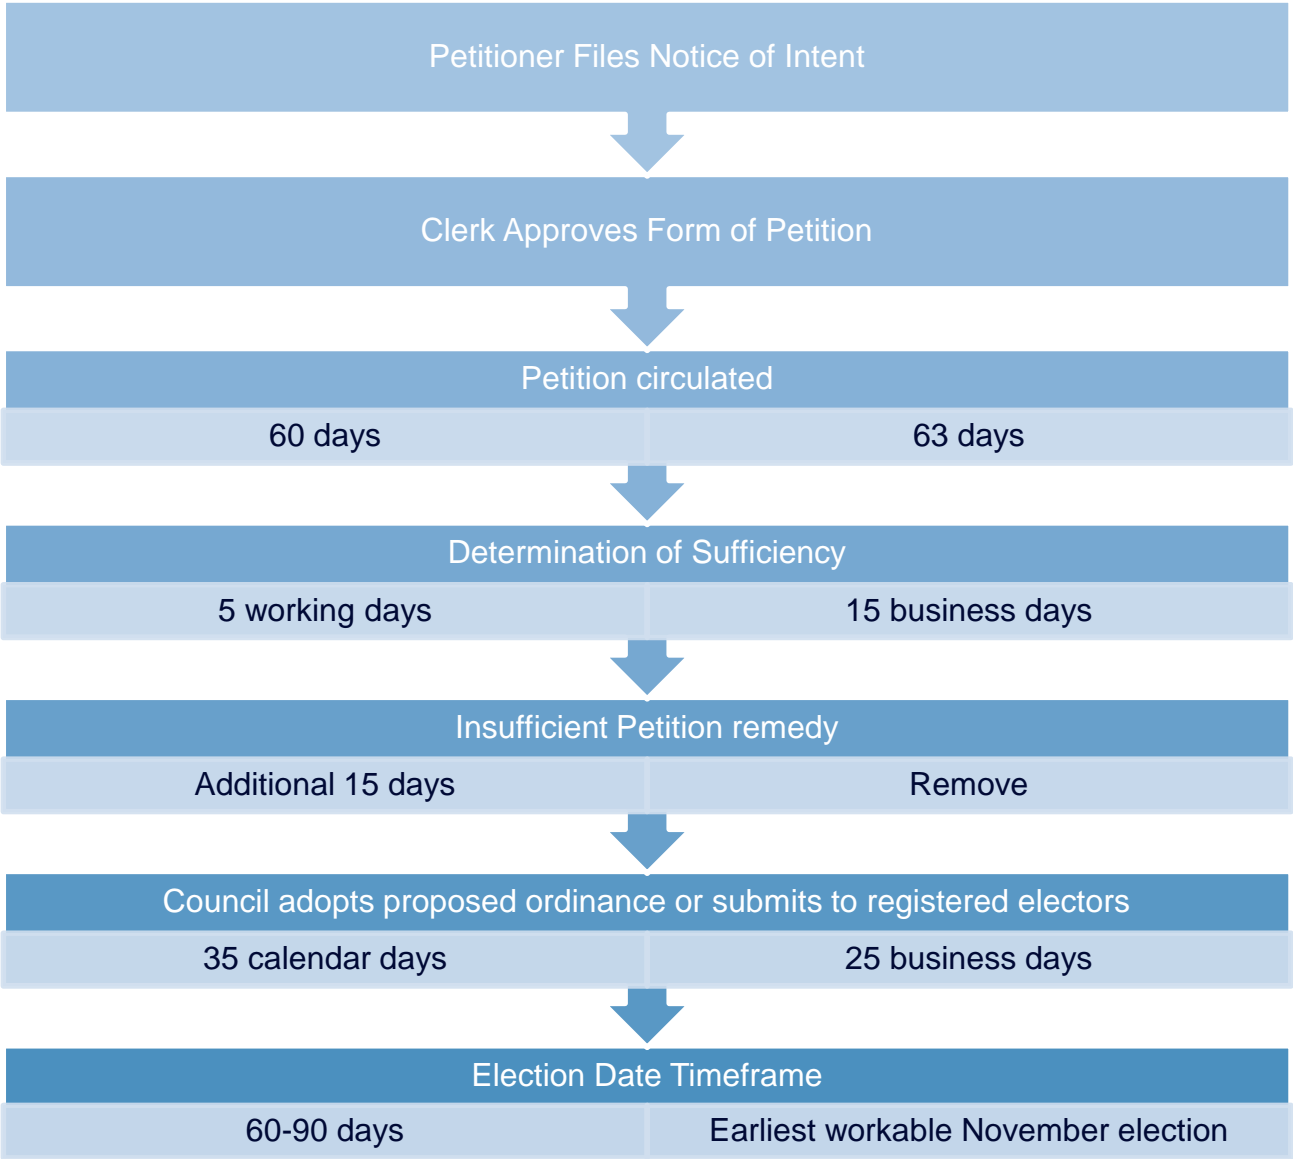 Petitioner Files Notice of Intent
Clerk Approves Form of Petition
Petition circulated
60 days
63 days
Determination of Sufficiency
5 working days
15 business days
Insufficient Petition remedy
Additional 15 days
Remove
Council adopts proposed ordinance or submits to registered electors
35 calendar days
25 business days
Election Date Timeframe
60-90 days
Earliest workable November election